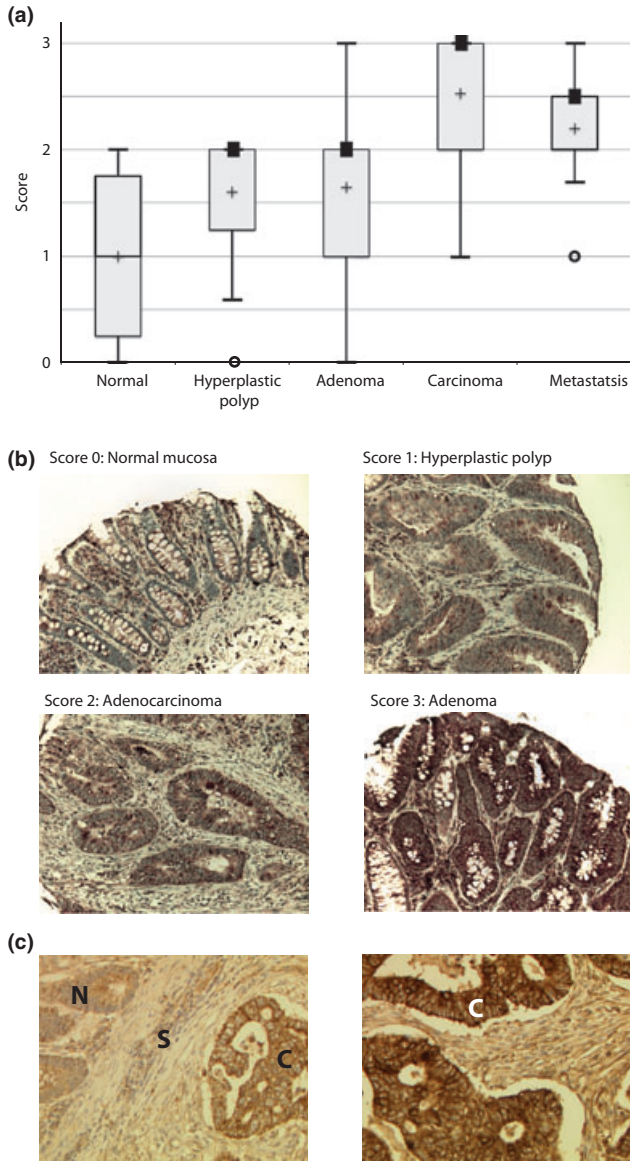 (a)
3
2
1
0
Score
Normal
Hyperplastic
polyp
Adenoma
Carcinoma
Metastatsis
(b)
Score 0: Normal mucosa
Score 1: Hyperplastic polyp
Score 2: Adenocarcinoma
Score 3: Adenoma
(c)
N
S
C
C